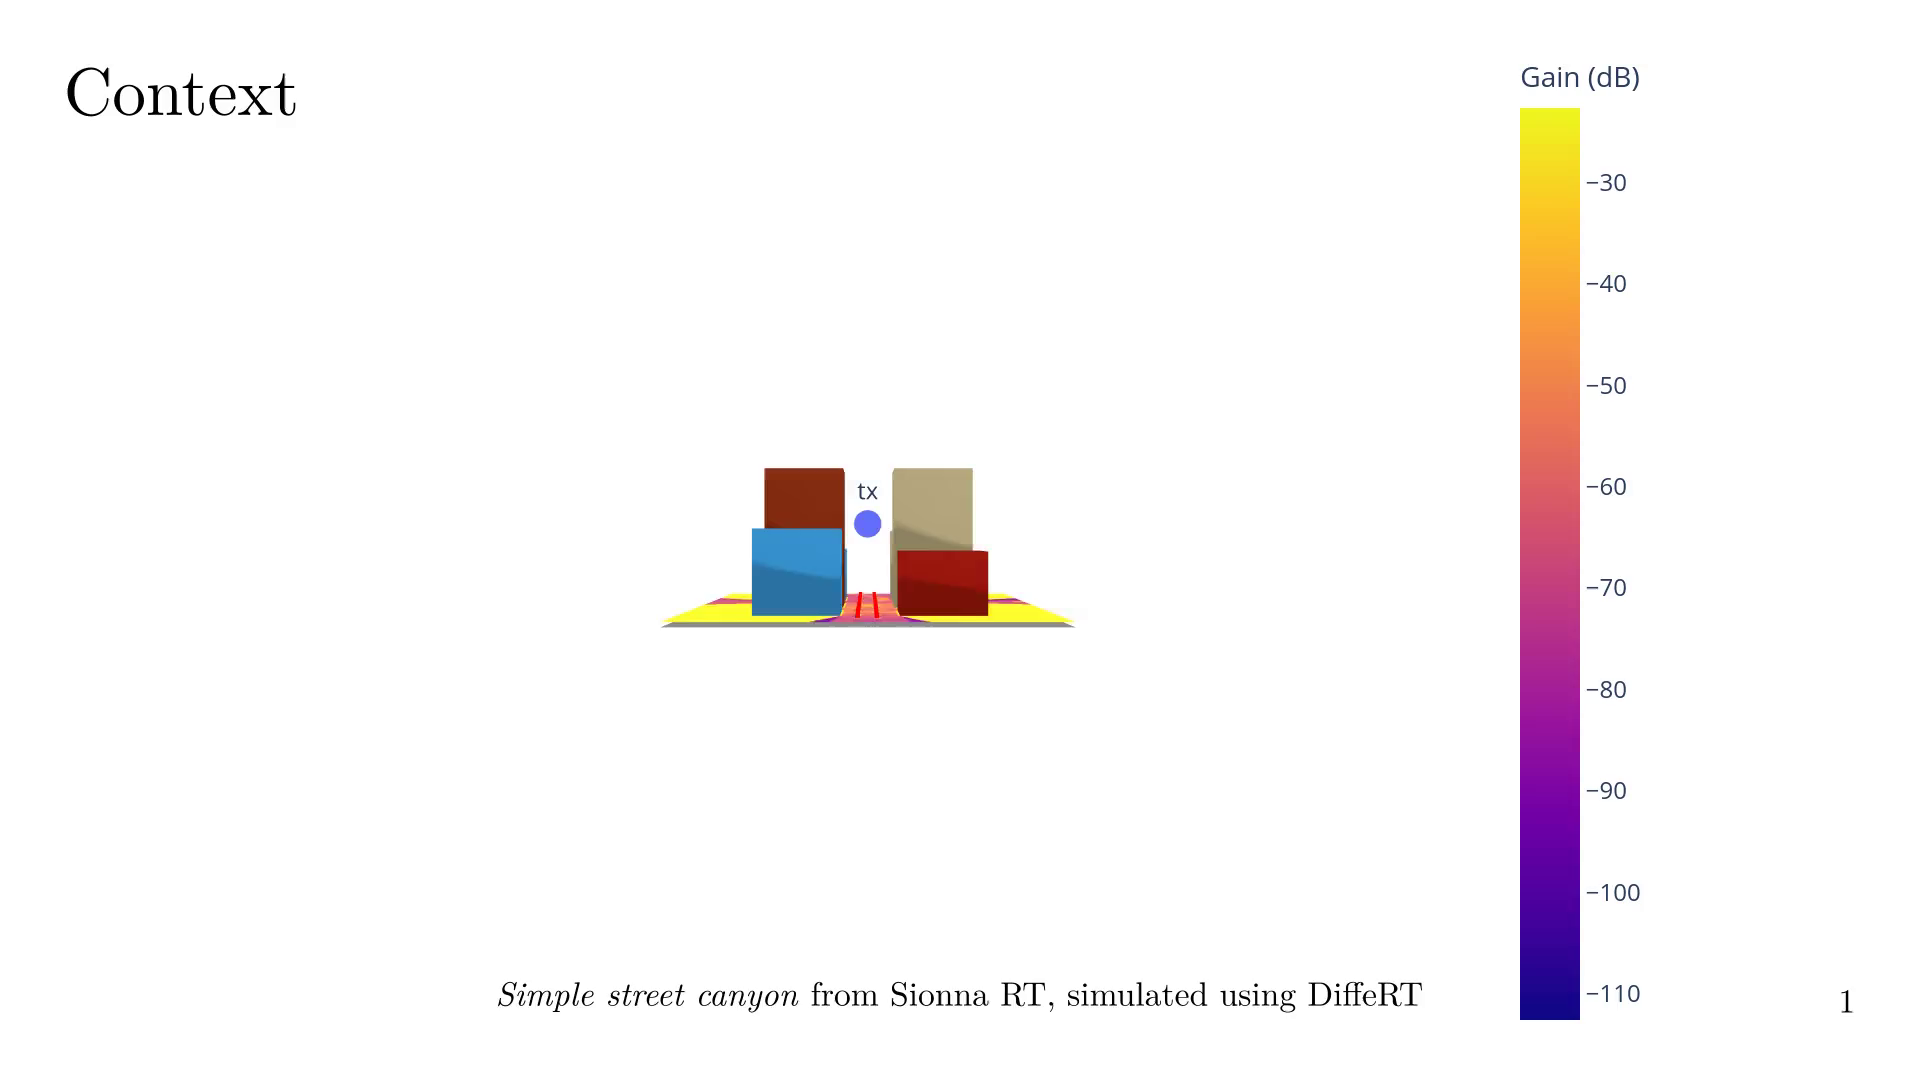 Context
Gain (dB)
−30
−40
−50
−60
−70
−80
−90
−100
−110
tx
Simple street canyon from Sionna RT, simulated using DiffeRT
1